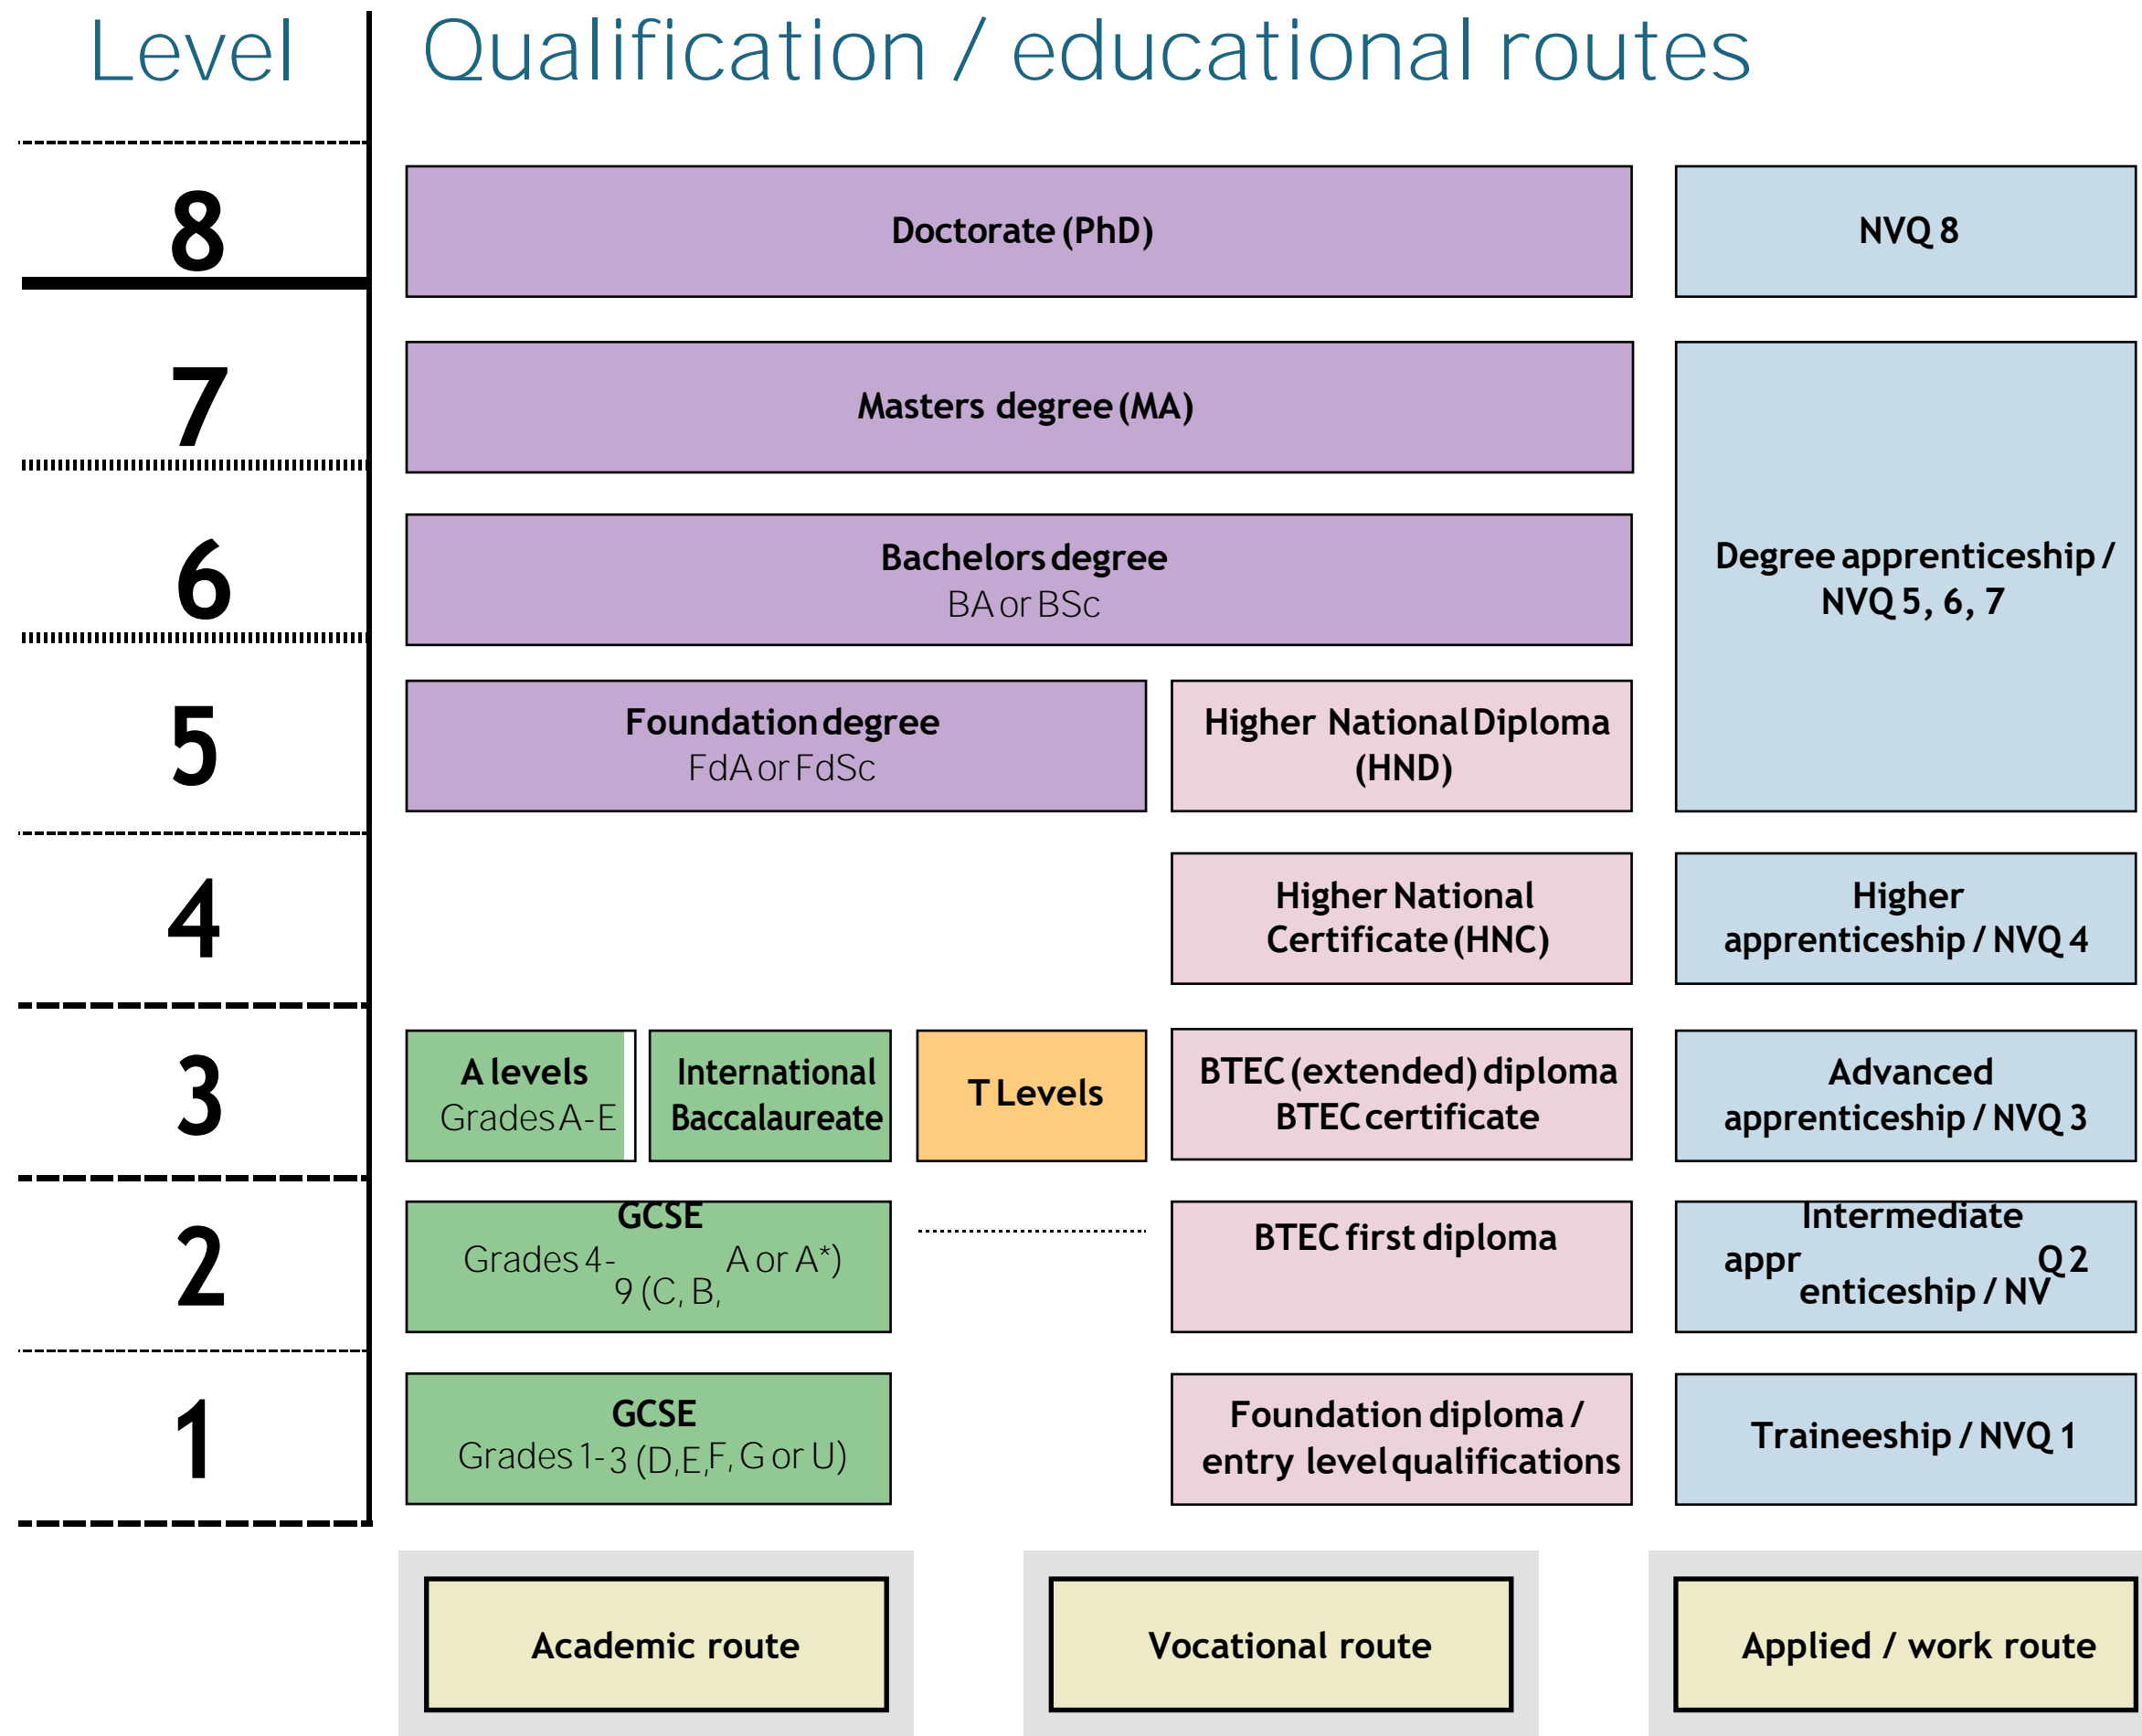 Level
Qualification / educational routes
8
Doctorate (PhD)
NVQ 8
7
Masters degree (MA)
6
Bachelors degree
BA or BSc
Degree apprenticeship /
NVQ 5, 6, 7
5
Foundation degree
FdA or FdSc
Higher National Diploma
(HND)
4
Higher National
Certificate (HNC)
Higher
apprenticeship / NVQ 4
3
A levels
Grades A-E
International
Baccalaureate
T Levels
BTEC (extended) diploma
BTEC certificate
Advanced
apprenticeship / NVQ 3
2
GCSE
Grades 4-9 (C, B, A or A*)
BTEC first diploma
Intermediate
apprenticeship / NVQ 2
1
GCSE
Grades 1-3 (D,E,F, G or U)
Foundation diploma /
entry level qualifications
Traineeship / NVQ 1
Academic route
Vocational route
Applied / work route